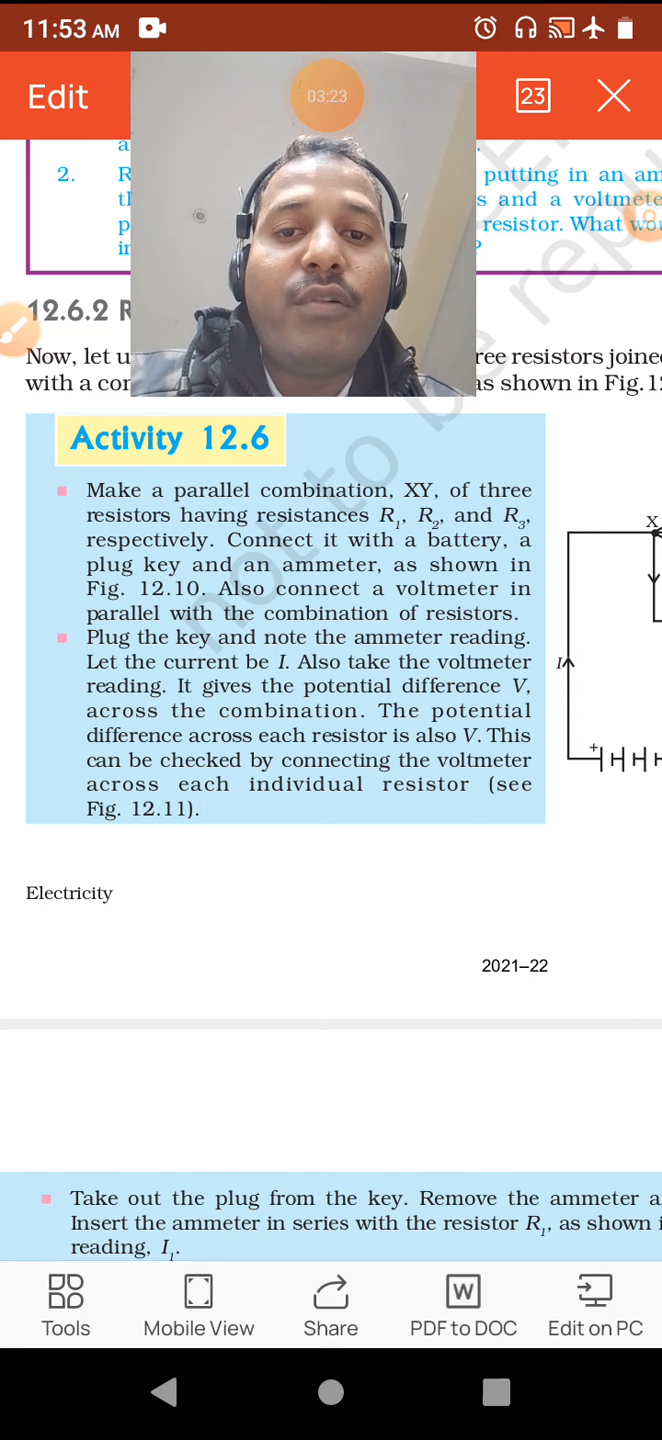 11:53 AM
Edit
03:23
23
a
2. R putting in an am
s and a voltmete
p resistor. What wo
in ?
12.6.2 R
Now, let u ree resistors joine
with a con as shown in Fig.12
Activity 12.6
Make a parallel combination, XY, of three
resistors having resistances R1, R2, and R3,
respectively. Connect it with a battery, a
plug key and an ammeter, as shown in
Fig. 12.10. Also connect a voltmeter in
parallel with the combination of resistors.
Plug the key and note the ammeter reading.
Let the current be I. Also take the voltmeter
reading. It gives the potential difference V,
across the combination. The potential
difference across each resistor is also V. This
can be checked by connecting the voltmeter
across each individual resistor (see
Fig. 12.11).
X
I
+
not to be repu
Electricity
2021–22
Take out the plug from the key. Remove the ammeter a
Insert the ammeter in series with the resistor R1, as shown i
reading, I1.
W
Tools Mobile View Share PDF to DOC Edit on PC